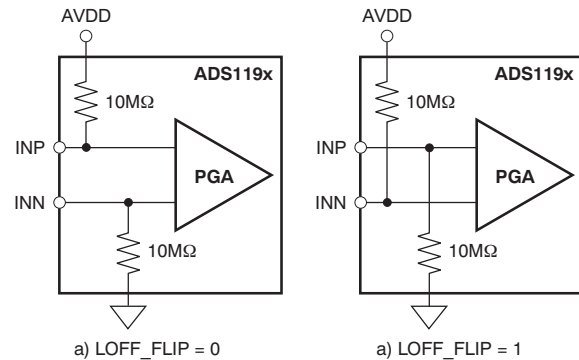 AVDD
ADS119x
10MΩ
INP
PGA
INN
10MΩ
a) LOFF_FLIP = 0
AVDD
ADS119x
10MΩ
INP
PGA
INN
10MΩ
a) LOFF_FLIP = 1